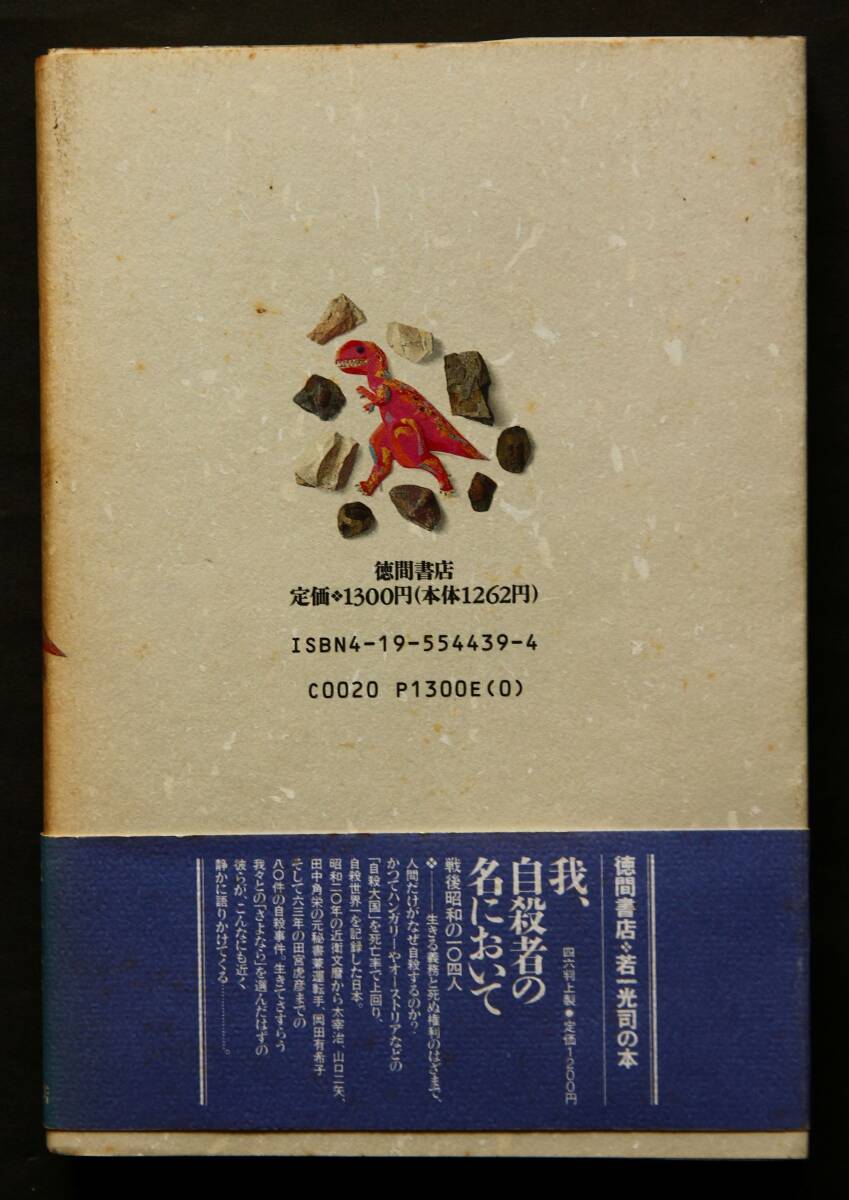 徳間書店
定価❖1300円(本体1262円)
ISBN4-19-554439-4
C0020 P1300E(0)
徳間書店❖若一光司の本
我、
自殺者の
名において
四六判上製●定価1200円
戦後昭和の一〇四人
❖――生きる義務と死ぬ権利のはざまで、
人間だけがなぜ自殺するのか?
かつてハンガリーやオーストリアなどの
「自殺大国」を死亡率で上回り、
自殺世界一を記録した日本。
昭和二〇年の近衛文麿から太宰治、山口二矢、
田中角栄の元秘書兼運転手、岡田有希子
そして六三年の田宮虎彦までの
八〇件の自殺事件。生きてさすらう
我々との「さよなら」を選んだはずの
彼らが、こんなにも近く
静かに語りかけてくる…………。